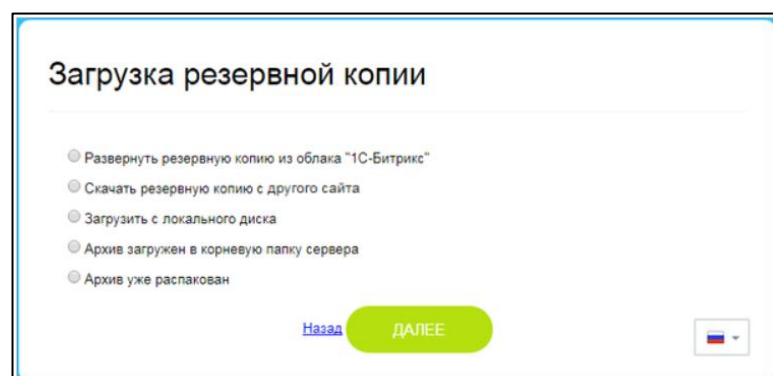 Загрузка резервной копии
Развернуть резервную копию из облака "1С-Битрикс"
Скачать резервную копию с другого сайта
Загрузить с локального диска
Архив загружен в корневую папку сервера
Архив уже распакован
Назад ДАЛЕЕ